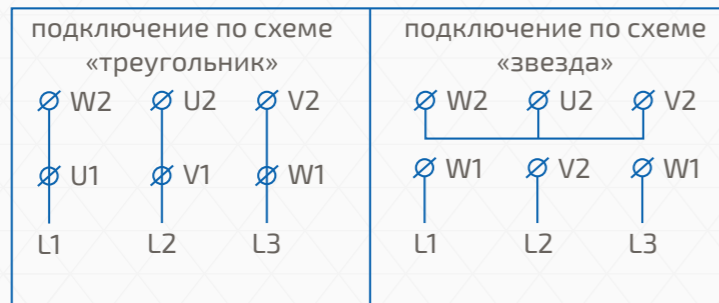 подключение по схеме
«треугольник»
W2 U2 V2
U1 V1 W1
L1 L2 L3
подключение по схеме
«звезда»
W2 U2 V2
W1 V2 W1
L1 L2 L3